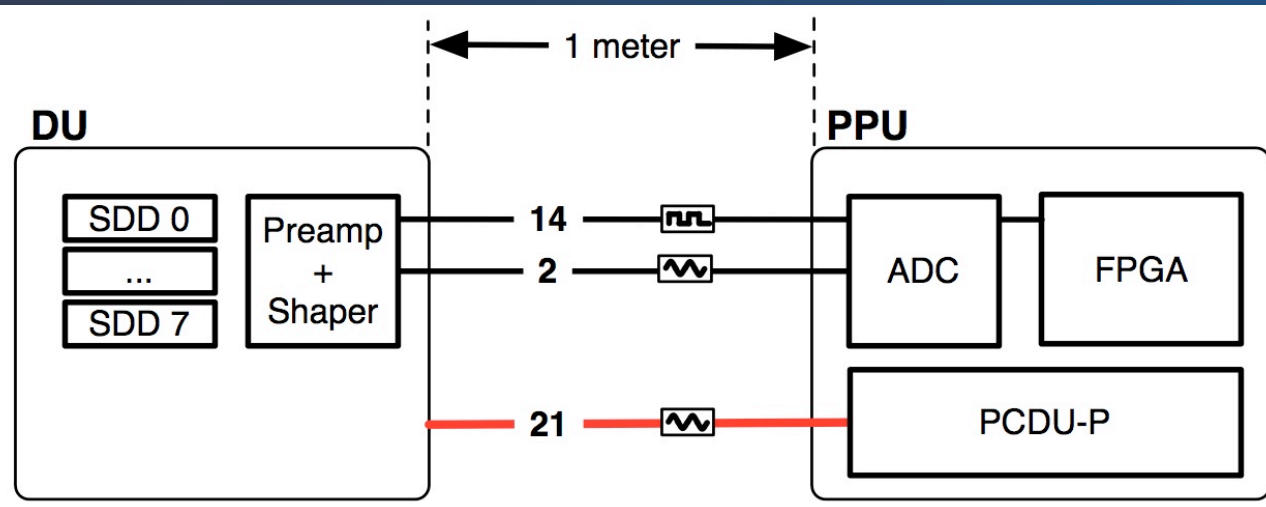 1 meter
DU
PPU
SDD 0
...
SDD 7
Preamp
+
Shaper
14
2
21
ADC
FPGA
PCDU-P